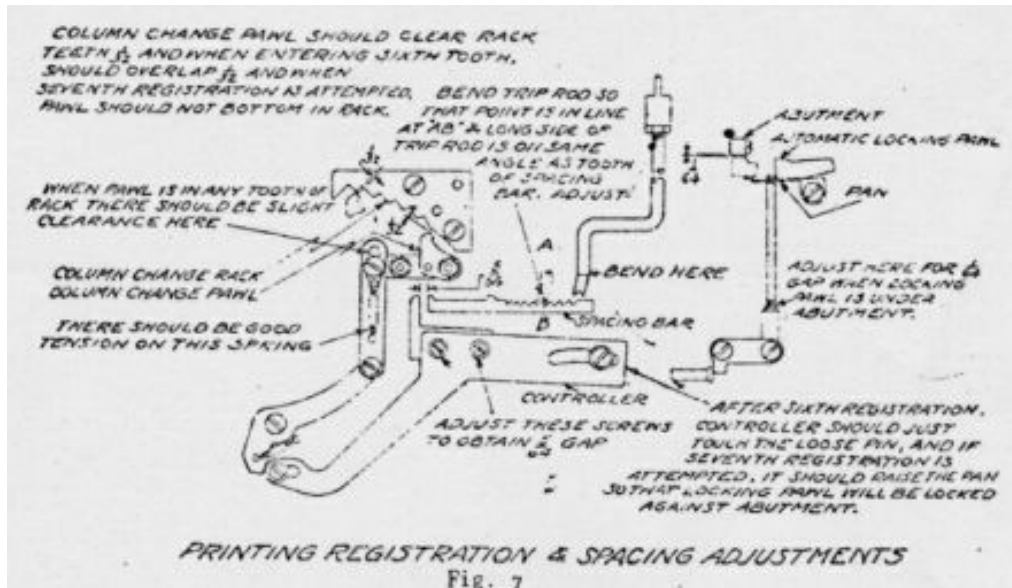 COLUMN CHANGE PAWL SHOULD CLEAR RACK
TEETH 1/32 AND WHEN ENTERING SIXTH TOOTH,
SHOULD OVERLAP 1/32 AND WHEN
SEVENTH REGISTRATION IS ATTEMPTED,
PAWL SHOULD NOT BOTTOM IN RACK.
BEND TRIP ROD SO
THAT POINT IS IN LINE
AT "AB" & LONG SIDE OF
TRIP ROD IS ON SAME
ANGLE AS TOOTH
OF SPACING
BAR. ADJUST
ABUTMENT
AUTOMATIC LOCKING PAWL
PAN
1/32
WHEN PAWL IS IN ANY TOOTH OF
RACK THERE SHOULD BE SLIGHT
CLEARANCE HERE
A
COLUMN CHANGE RACK
COLUMN CHANGE PAWL
BEND HERE
ADJUST HERE FOR
GAP WHEN LOCKING
PAWL IS UNDER
ABUTMENT.
B
SPACING BAR
THERE SHOULD BE GOOD
TENSION ON THIS SPRING
CONTROLLER
ADJUST THESE SCREWS
TO OBTAIN GAP
AFTER SIXTH REGISTRATION,
CONTROLLER SHOULD JUST
TOUCH THE LOOSE PIN, AND IF
SEVENTH REGISTRATION IS
ATTEMPTED, IT SHOULD RAISE THE PAN
SO THAT LOCKING PAWL WILL BE LOCKED
AGAINST ABUTMENT.
PRINTING REGISTRATION & SPACING ADJUSTMENTS
Fig. 7